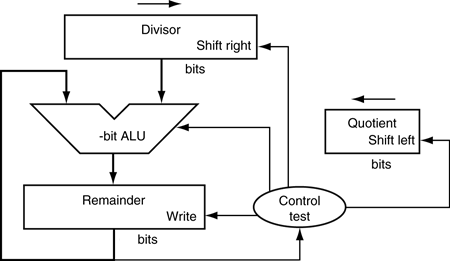 Divisor
Shift right
bits
-bit ALU
Quotient
Shift left
bits
Remainder
Write
bits
Control
test